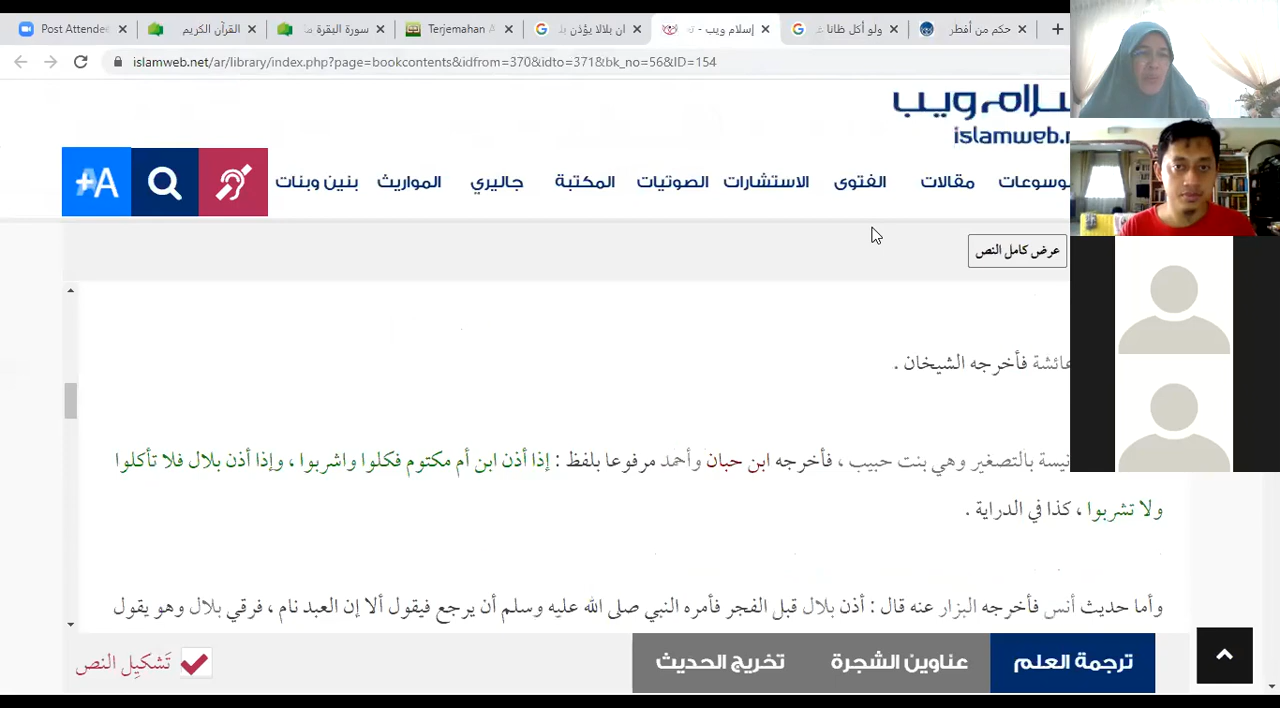 Post Attende
القرآن الكريم
سورة البقرة
Terjemahan A
ان بلالا يؤذن
إسلام ويب -
ولو أكل ظانا
حكم من أفطر
islamweb.net/ar/library/index.php?page=bookcontents&idfrom=370&idto=371&bk_no=56&ID=154
سلام ويب
islamweb.n
موسوعات مقالات الفتوى الاستشارات الصوتيات المكتبة جاليري المواريث بنين وبنات
+A
عرض كامل النص
عائشة فأخرجه الشيخان .
نيسة بالتصغير وهي بنت حبيب ، فأخرجه ابن حبان وأحمد مرفوعا بلفظ : إذا أذن ابن أم مكتوم فكلوا واشربوا ، وإذا أذن بلال فلا تأكلوا
ولا تشربوا ، كذا في الدراية .
وأما حديث أنس فأخرجه البزار عنه قال : أذن بلال قبل الفجر فأمره النبي صلى الله عليه وسلم أن يرجع فيقول ألا إن العبد نام ، فرقي بلال وهو يقول
ترجمة العلم عناوين الشجرة تخريج الحديث
تَشكِيِل النص